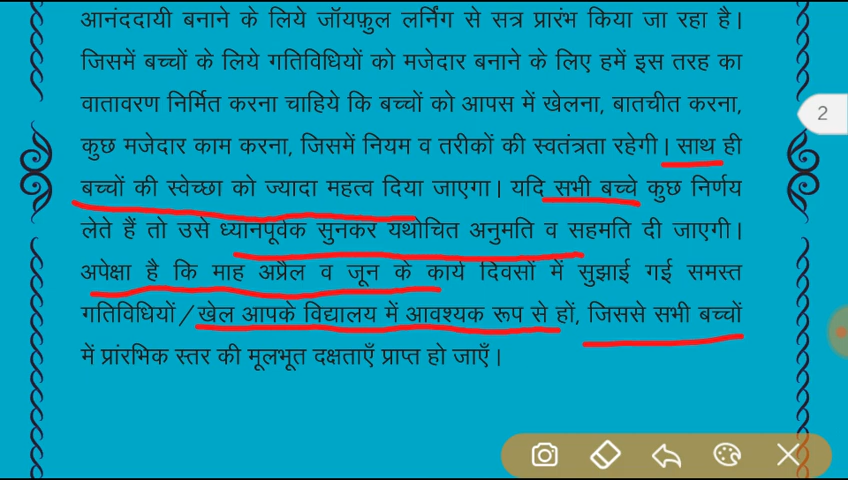 आनंददायी बनाने के लिये जॉयफ़ुल लर्निंग से सत्र प्रारंभ किया जा रहा है।
जिसमें बच्चों के लिये गतिविधियों को मजेदार बनाने के लिए हमें इस तरह का
वातावरण निर्मित करना चाहिये कि बच्चों को आपस में खेलना, बातचीत करना,
2
कुछ मजेदार काम करना, जिसमें नियम व तरीकों की स्वतंत्रता रहेगी। साथ ही
बच्चों की स्वेच्छा को ज्यादा महत्व दिया जाएगा। यदि सभी बच्चे कुछ निर्णय
लेते हैं तो उसे ध्यानपूर्वक सुनकर यथोचित अनुमति व सहमति दी जाएगी।
अपेक्षा है कि माह अप्रैल व जून के कार्य दिवसों में सुझाई गई समस्त
गतिविधियों/खेल आपके विद्यालय में आवश्यक रूप से हों, जिससे सभी बच्चों
में प्रांरभिक स्तर की मूलभूत दक्षताएँ प्राप्त हो जाएँ।